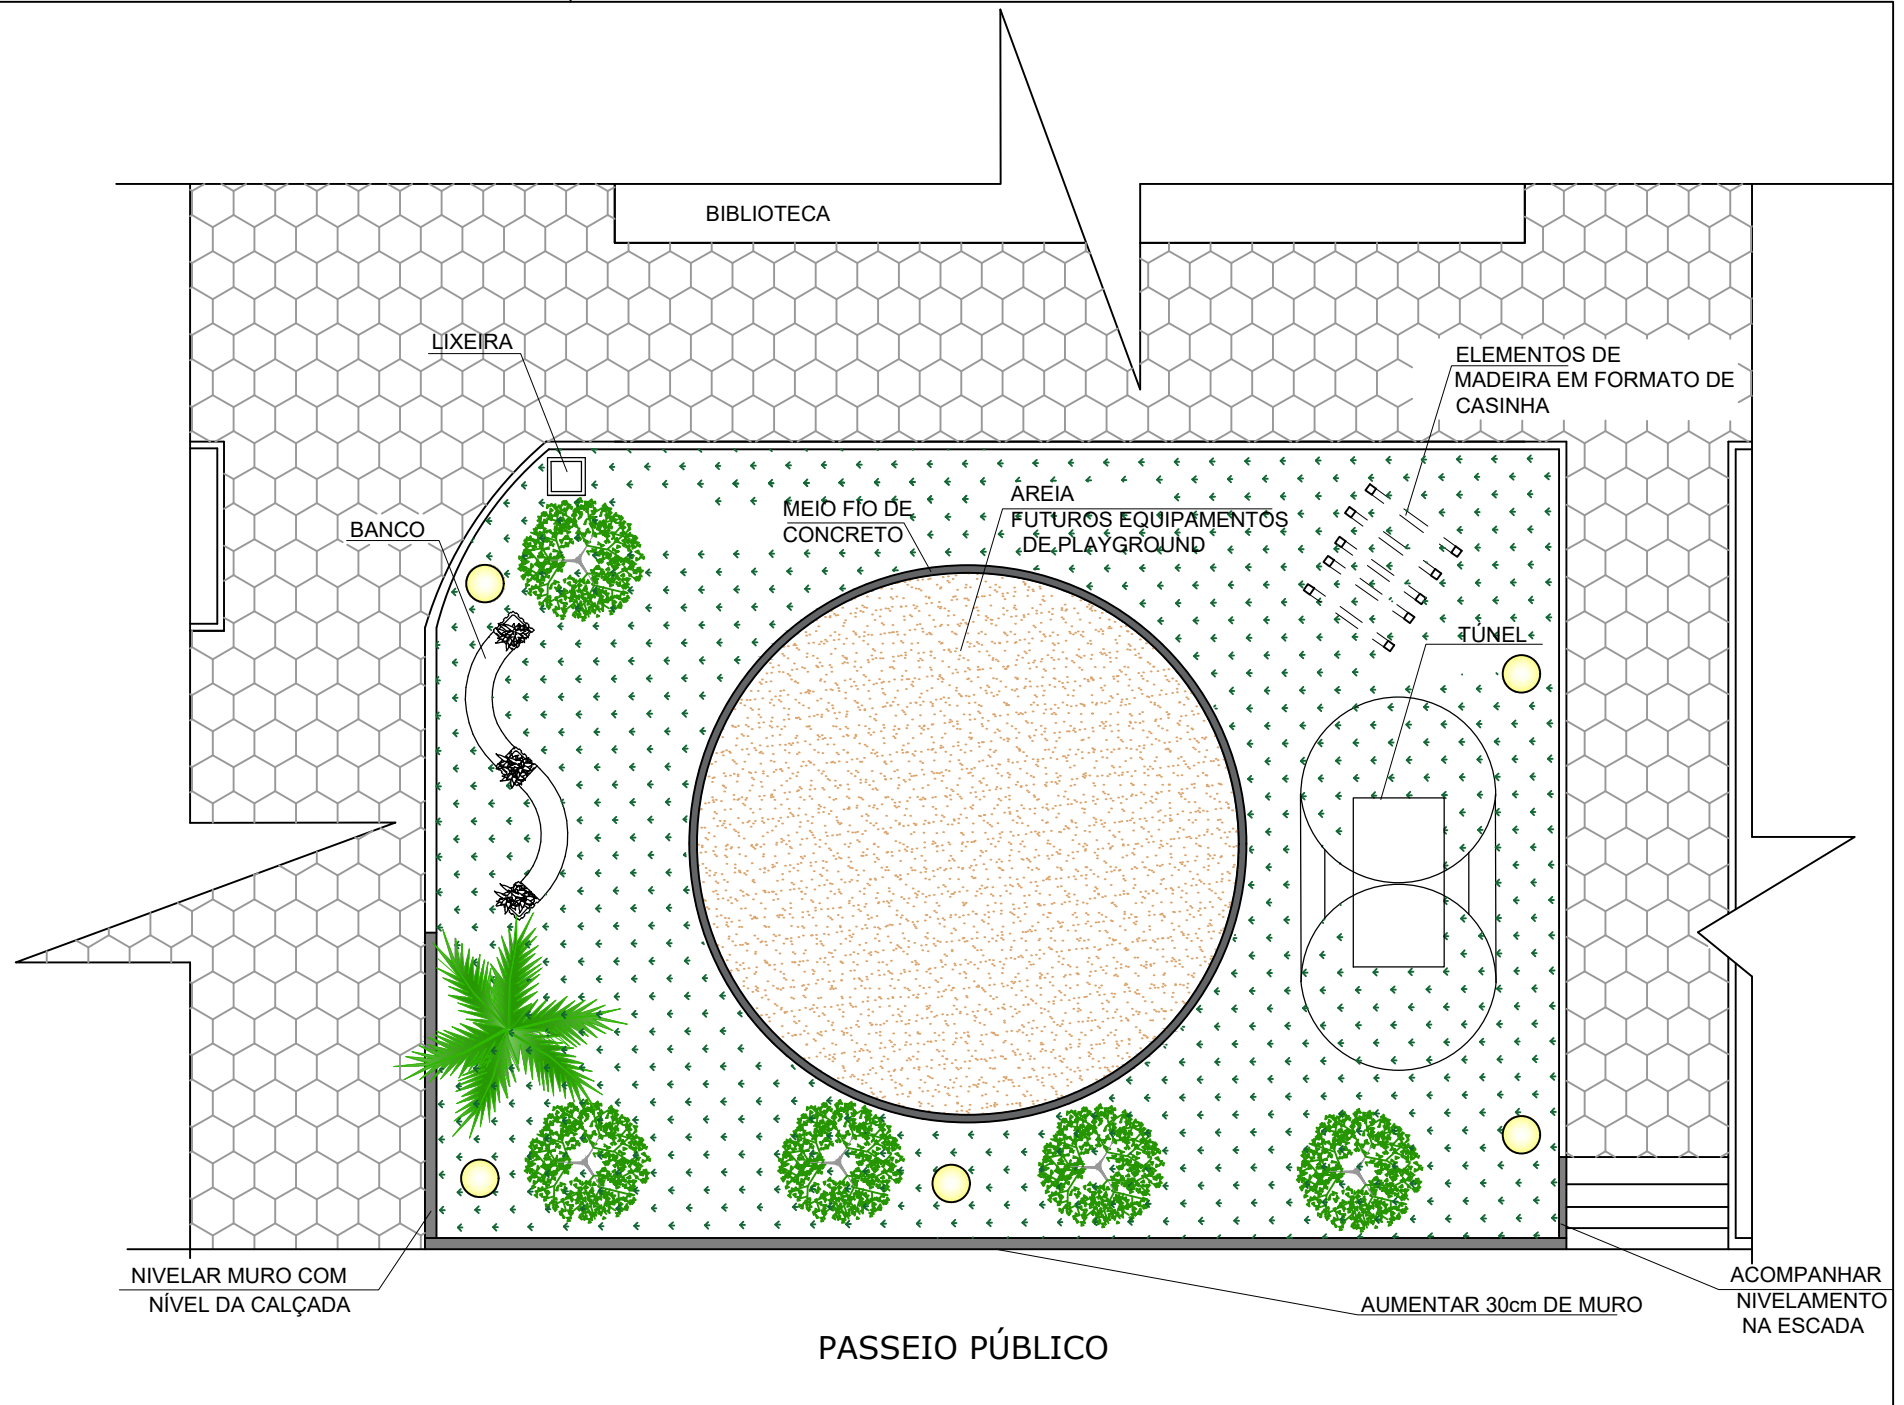 BIBLIOTECA
LIXEIRA
ELEMENTOS DE
MADEIRA EM FORMATO DE
CASINHA
BANCO
MEIO FIO DE
CONCRETO
AREIA
FUTUROS EQUIPAMENTOS
DE PLAYGROUND
TÚNEL
NIVELAR MURO COM
NÍVEL DA CALÇADA
AUMENTAR 30cm DE MURO
ACOMPANHAR
NIVELAMENTO
NA ESCADA
PASSEIO PÚBLICO